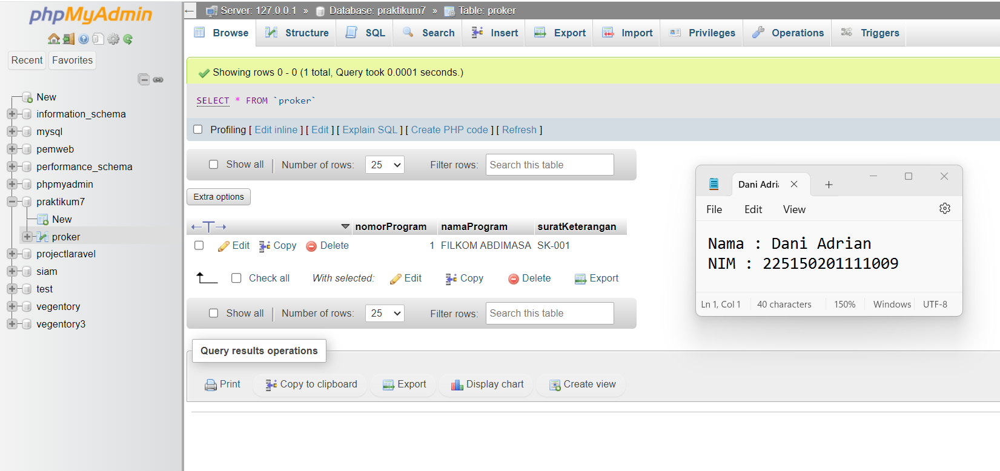 phpMyAdmin
Recent Favorites
New
information_schema
mysql
pemweb
performance_schema
phpmyadmin
praktikum7
New
proker
projectlaravel
siam
test
vegentory
vegentory3
Server: 127.0.0.1 » Database: praktikum7 » Table: proker
Browse Structure SQL Search Insert Export Import Privileges Operations Triggers
Showing rows 0 - 0 (1 total, Query took 0.0001 seconds.)
SELECT * FROM `proker`
Profiling [ Edit inline ] [ Edit ] [ Explain SQL ] [ Create PHP code ] [ Refresh ]
Show all | Number of rows: 25 Filter rows: Search this table
Extra options
←T→ nomorProgram namaProgram suratKeterangan
Edit Copy Delete 1 FILKOM ABDIMASA SK-001
Check all With selected: Edit Copy Delete Export
Show all | Number of rows: 25 Filter rows: Search this table
Query results operations
Print Copy to clipboard Export Display chart Create view
Dani Adri
File Edit View
Nama : Dani Adrian
NIM : 225150201111009
Ln 1, Col 1 40 characters 150% Windows UTF-8